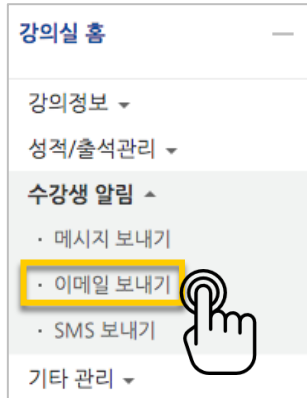 강의실 홈
강의정보
성적/출석관리
수강생 알림
· 메시지 보내기
· 이메일 보내기
· SMS 보내기
기타 관리